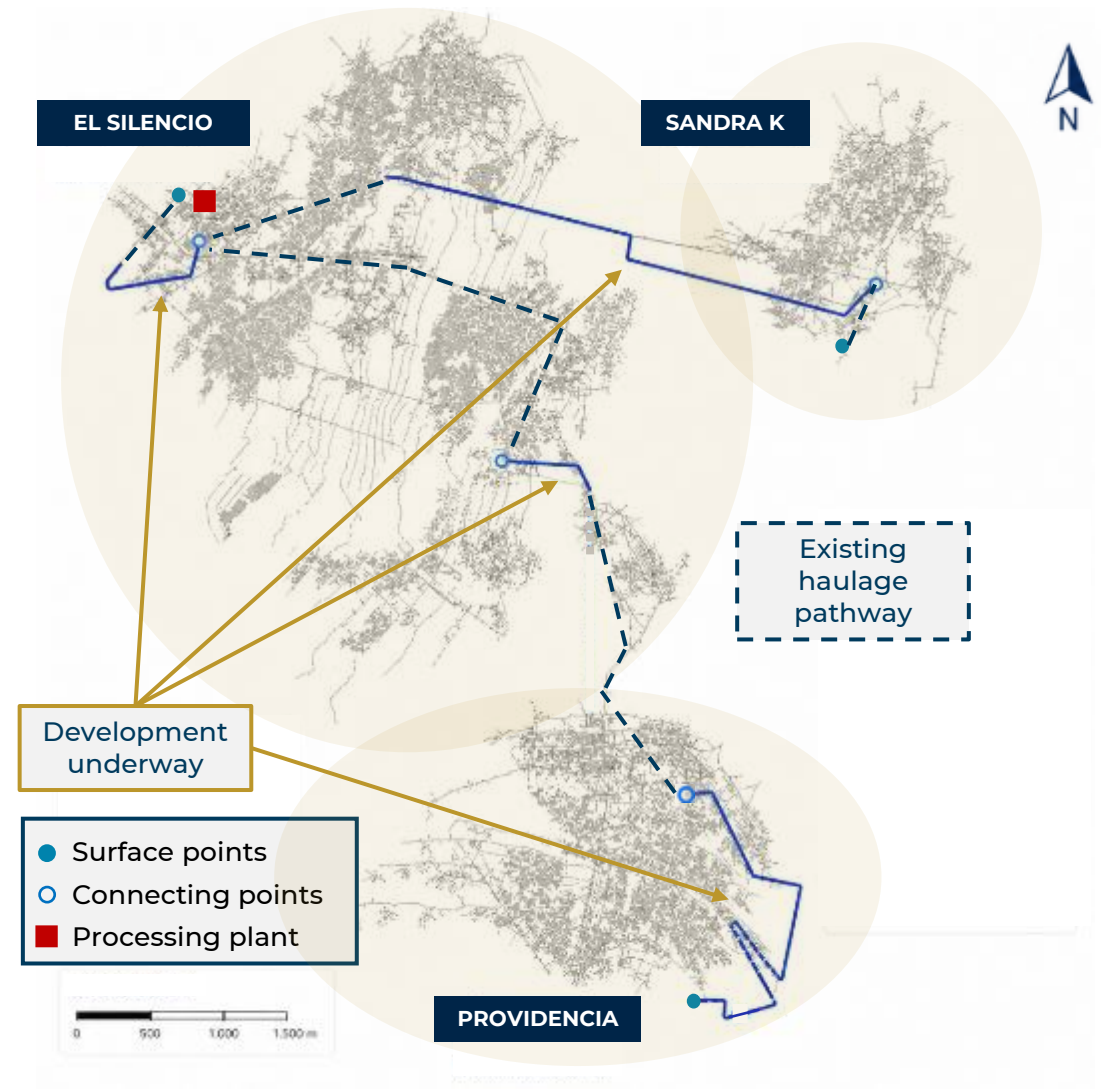 EL SILENCIO
SANDRA K
N
Existing
haulage
pathway
Development
underway
Surface points
Connecting points
Processing plant
PROVIDENCIA
0 500 1.000 1.500 m